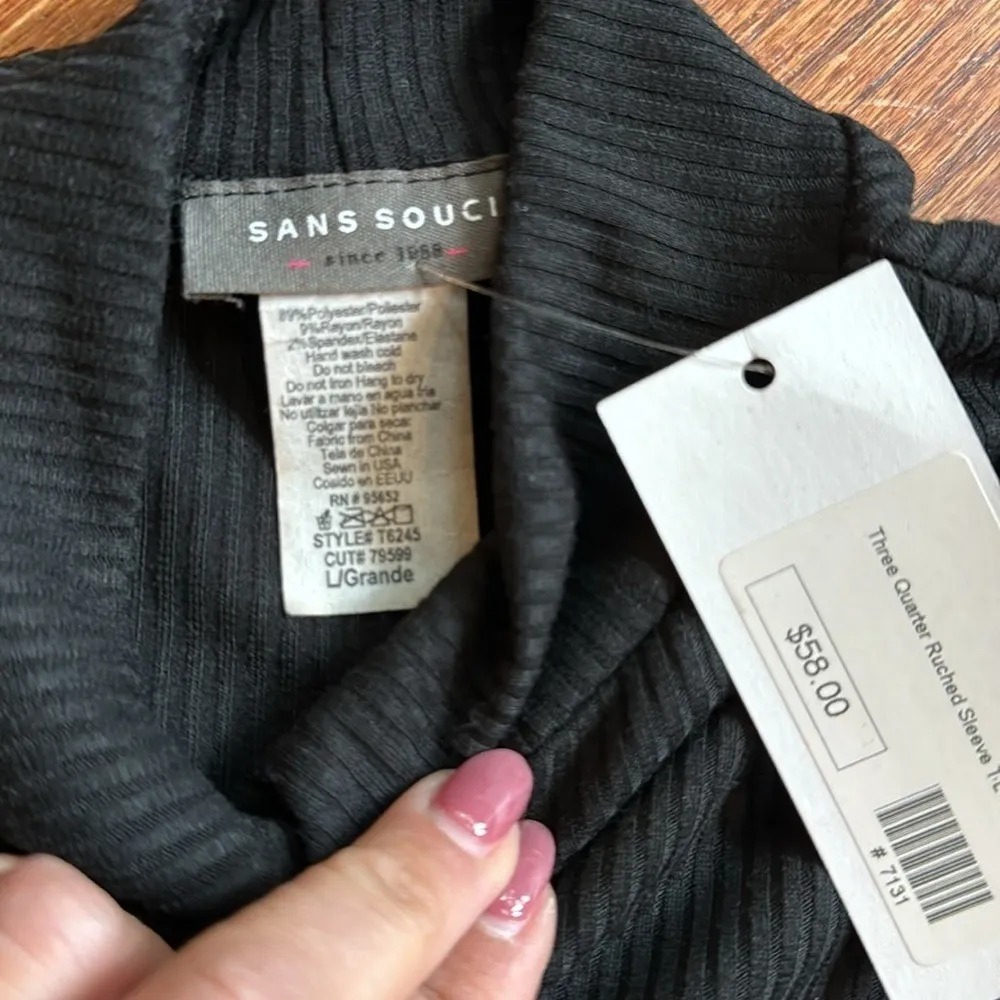 SANS SOUCI
since 1988
89%Polyester/Poliester
9%Rayon/Rayon
2%Spandex/Elastane
Hand wash cold
Do not bleach
Do not Iron Hang to dry
Lavar a mano en agua fria
No utilizar lejia No planchar
Colgar para secar
Fabric from China
Tela de China
Sewn in USA
Cosido en EEUU
RN # 95652
STYLE# T6245
CUT# 79599
L/Grande
Three Quarter Ruched Sleeve
$58.00
# 7131